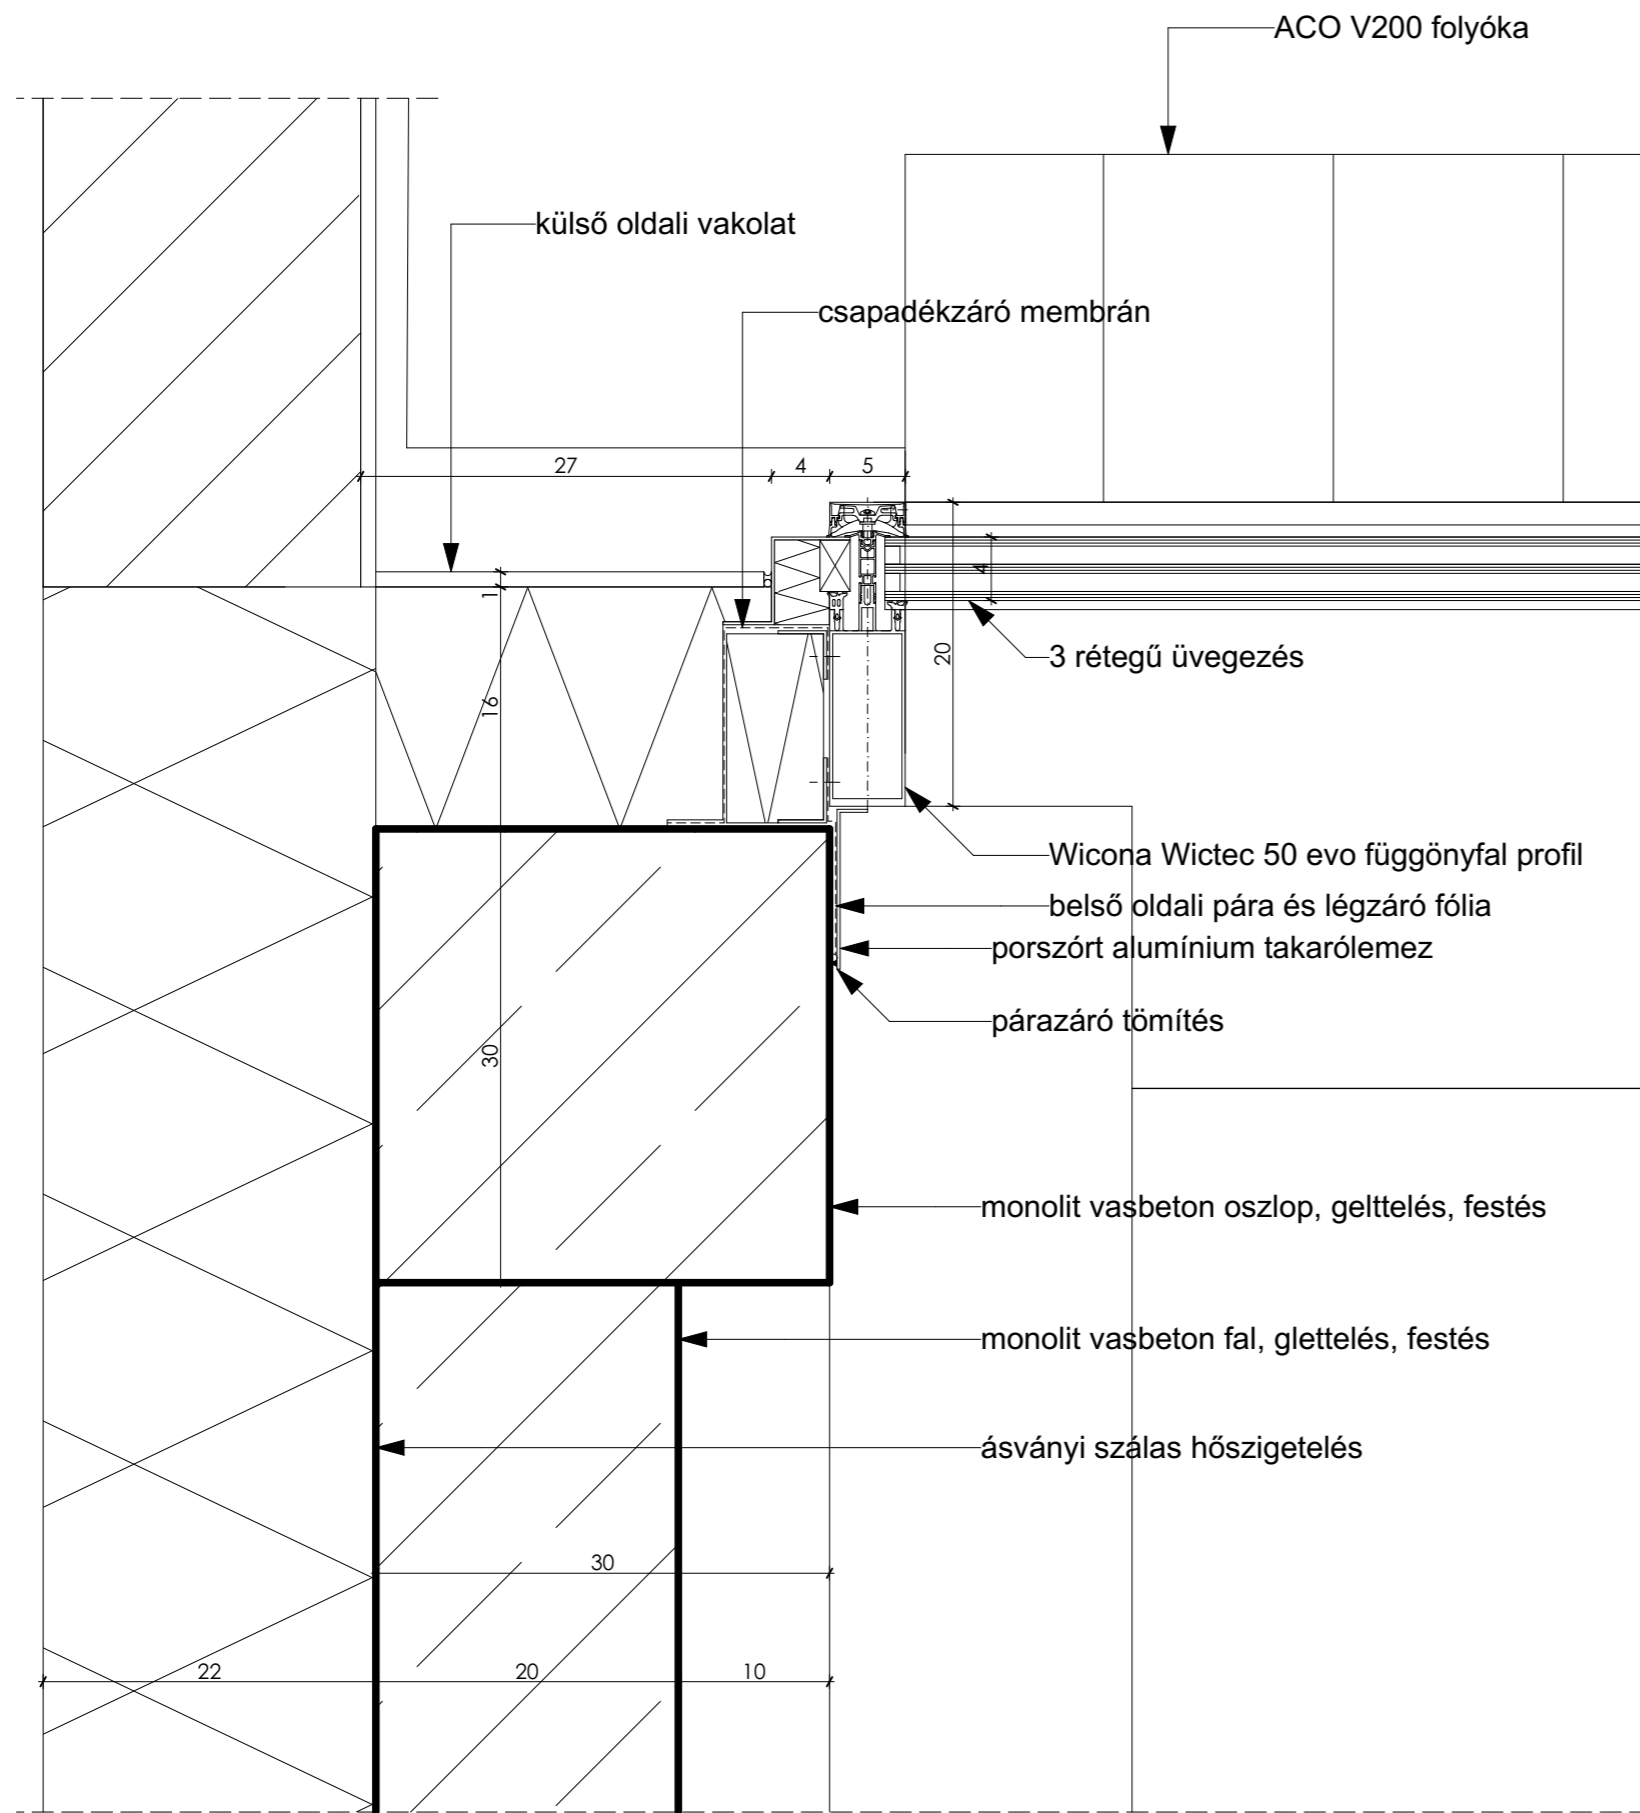 ACO V200 folyóka
külső oldali vakolat
csapadékzáró membrán
27
4
5
4
1
20
3 rétegű üvegezés
16
Wicona Wictec 50 evo függönyfal profil
belső oldali pára és légzáró fólia
porszórt alumínium takarólemez
párazáró tömítés
30
monolit vasbeton oszlop, gelttelés, festés
monolit vasbeton fal, glettelés, festés
ásványi szálas hőszigetelés
30
22
20
10